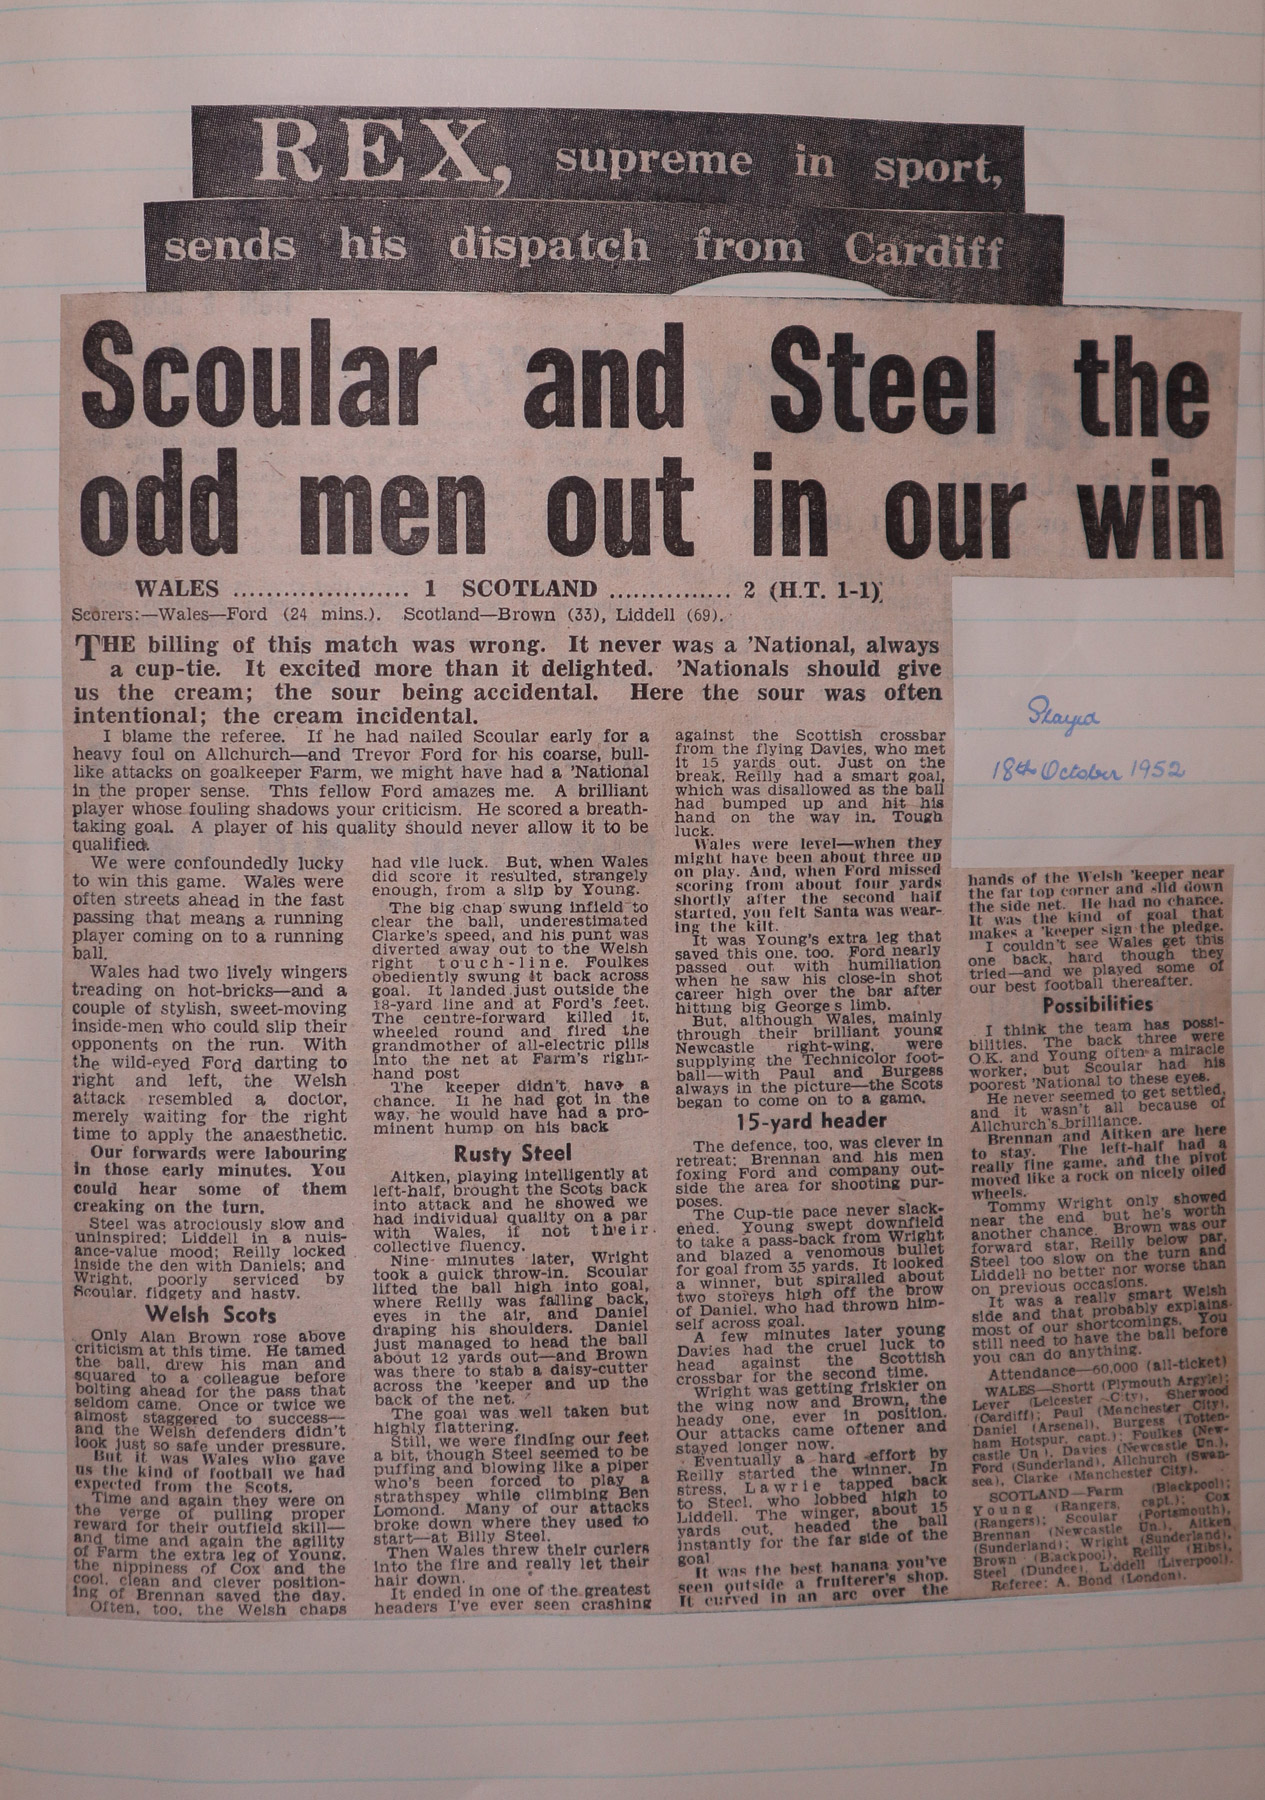 REX, supreme in sport,
sends his dispatch from Cardiff
Scoular and Steel the
odd men out in our win
WALES .................... 1 SCOTLAND .............. 2 (H.T. 1-1)
Scorers:—Wales—Ford (24 mins.). Scotland—Brown (33), Liddell (69).
THE billing of this match was wrong. It never was a 'National, always
a cup-tie. It excited more than it delighted. 'Nationals should give
us the cream; the sour being accidental. Here the sour was often
intentional; the cream incidental.
I blame the referee. If he had nailed Scoular early for a
heavy foul on Allchurch—and Trevor Ford for his coarse, bull-
like attacks on goalkeeper Farm, we might have had a 'National
in the proper sense. This fellow Ford amazes me. A brilliant
player whose fouling shadows your criticism. He scored a breath-
taking goal. A player of his quality should never allow it to be
qualified.
We were confoundedly lucky
to win this game. Wales were
often streets ahead in the fast
passing that means a running
player coming on to a running
ball.
Wales had two lively wingers
treading on hot-bricks—and a
couple of stylish, sweet-moving
inside-men who could slip their
opponents on the run. With
the wild-eyed Ford darting to
right and left, the Welsh
attack resembled a doctor,
merely waiting for the right
time to apply the anaesthetic.
Our forwards were labouring
in those early minutes. You
could hear some of them
creaking on the turn.
Steel was atrociously slow and
uninspired; Liddell in a nuis-
ance-value mood; Reilly locked
inside the den with Daniels; and
Wright, poorly serviced by
Scoular, fidgety and hasty.
Welsh Scots
Only Alan Brown rose above
criticism at this time. He tamed
the ball, drew his man and
squared to a colleague before
bolting ahead for the pass that
seldom came. Once or twice we
almost staggered to success—
and the Welsh defenders didn't
look just so safe under pressure.
But it was Wales who gave
us the kind of football we had
expected from the Scots.
Time and again they were on
the verge of pulling proper
reward for their outfield skill—
and time and again the agility
of Farm the extra leg of Young,
the nippiness of Cox and the
cool, clean and clever position-
ing of Brennan saved the day.
Often, too, the Welsh chaps
had vile luck. But, when Wales
did score it resulted, strangely
enough, from a slip by Young.
The big chap swung infield to
clear the ball, underestimated
Clarke's speed, and his punt was
diverted away out to the Welsh
right touch-line. Foulkes
obediently swung it back across
goal. It landed just outside the
18-yard line and at Ford's feet.
The centre-forward killed it,
wheeled round and fired the
grandmother of all-electric pills
into the net at Farm's right-
hand post
The 'keeper didn't have a
chance. If he had got in the
way, he would have had a pro-
minent hump on his back
Rusty Steel
Aitken, playing intelligently at
left-half, brought the Scots back
into attack and he showed we
had individual quality on a par
with Wales, if not their
collective fluency.
Nine minutes later, Wright
took a quick throw-in. Scoular
lifted the ball high into goal,
where Reilly was falling back,
eyes in the air, and Daniel
draping his shoulders. Daniel
just managed to head the ball
about 12 yards out—and Brown
was there to stab a daisy-cutter
across the 'keeper and up the
back of the net.
The goal was well taken but
highly flattering.
Still, we were finding our feet
a bit, though Steel seemed to be
puffing and blowing like a piper
who's been forced to play a
strathspey while climbing Ben
Lomond. Many of our attacks
broke down where they used to
start—at Billy Steel.
Then Wales threw their curlers
into the fire and really let their
hair down.
It ended in one of the greatest
headers I've ever seen crashing
against the Scottish crossbar
from the flying Davies, who met
it 15 yards out. Just on the
break, Reilly had a smart goal,
which was disallowed as the ball
had bumped up and hit his
hand on the way in. Tough
luck.
Wales were level—when they
might have been about three up
on play. And, when Ford missed
scoring from about four yards
shortly after the second half
started, you felt Santa was wear-
ing the kilt.
It was Young's extra leg that
saved this one, too. Ford nearly
passed out with humiliation
when he saw his close-in shot
career high over the bar after
hitting big George's limb.
But, although Wales, mainly
through their brilliant young
Newcastle right-wing, were
supplying the Technicolor foot-
ball—with Paul and Burgess
always in the picture—the Scots
began to come on to a game.
15-yard header
The defence, too, was clever in
retreat; Brennan and his men
foxing Ford and company out-
side the area for shooting pur-
poses.
The Cup-tie pace never slack-
ened. Young swept downfield
to take a pass-back from Wright
and blazed a venomous bullet
for goal from 35 yards. It looked
a winner, but spiralled about
two storeys high off the brow
of Daniel, who had thrown him-
self across goal.
A few minutes later young
Davies had the cruel luck to
head against the Scottish
crossbar for the second time.
Wright was getting friskier on
the wing now and Brown, the
heady one, ever in position.
Our attacks came oftener and
stayed longer now.
Eventually a hard effort by
Reilly started the winner. In
stress, Lawrie tapped back
to Steel, who lobbed high to
Liddell. The winger, about 15
yards out, headed the ball
instantly for the far side of the
goal
It was the best banana you've
seen outside a fruiterer's shop.
It curved in an arc over the
Played
18th October 1952
hands of the Welsh 'keeper near
the far top corner and slid down
the side net. He had no chance.
It was the kind of goal that
makes a 'keeper sign the pledge.
I couldn't see Wales get this
one back, hard though they
tried—and we played some of
our best football thereafter.
Possibilities
I think the team has possi-
bilities. The back three were
O.K. and Young often a miracle
worker, but Scoular had his
poorest 'National to these eyes.
He never seemed to get settled,
and it wasn't all because of
Allchurch's brilliance.
Brennan and Aitken are here
to stay. The left-half had a
really fine game, and the pivot
moved like a rock on nicely oiled
wheels.
Tommy Wright only showed
near the end but he's worth
another chance. Brown was our
forward star, Reilly below par,
Steel too slow on the turn and
Liddell no better nor worse than
on previous occasions.
It was a really smart Welsh
side and that probably explains
most of our shortcomings. You
still need to have the ball before
you can do anything.
Attendance—60,000 (all-ticket)
WALES—Shortt (Plymouth Argyle);
Lever (Leicester City), Sherwood
(Cardiff); Paul (Manchester City),
Daniel (Arsenal), Burgess (Totten-
ham Hotspur, capt.); Foulkes (New-
castle Un.), Davies (Newcastle Un.),
Ford (Sunderland), Allchurch (Swan-
sea), Clarke (Manchester City).
SCOTLAND—Farm (Blackpool);
Young (Rangers, capt.); Cox
(Rangers); Scoular (Portsmouth),
Brennan (Newcastle Un.), Aitken
(Sunderland); Wright (Sunderland),
Brown (Blackpool), Reilly (Hibs),
Steel (Dundee), Liddell (Liverpool).
Referee: A. Bond (London).